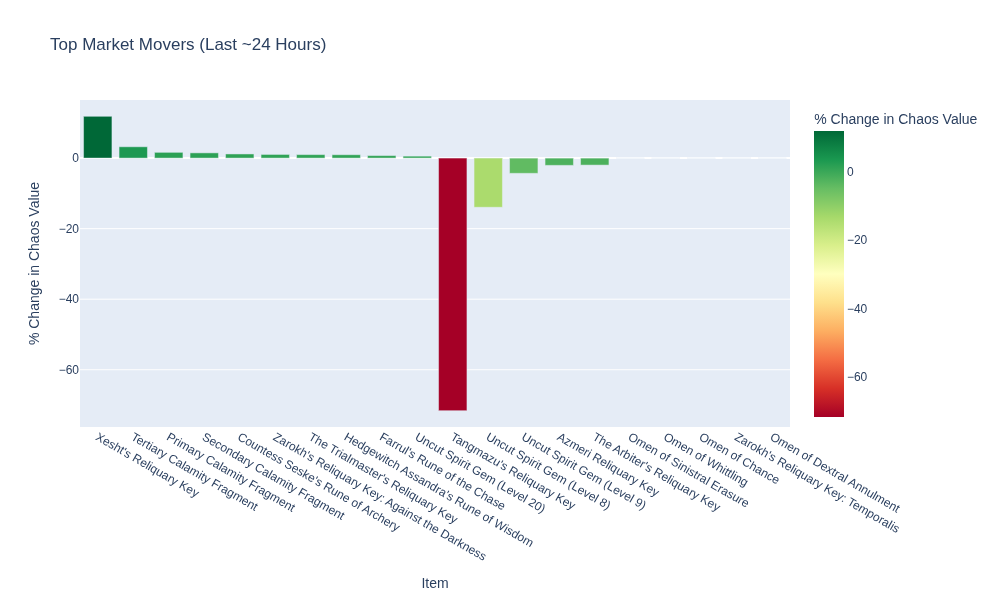 Top Market Movers (Last ~24 Hours)
% Change in Chaos Value
0
−20
−40
−60
% Change in Chaos Value
0
−20
−40
−60
Xesht's Reliquary Key
Tertiary Calamity Fragment
Primary Calamity Fragment
Secondary Calamity Fragment
Countess Seske's Rune of Archery
Zarokh's Reliquary Key: Against the Darkness
The Trialmaster's Reliquary Key
Hedgewitch Assandra's Rune of Wisdom
Farrul's Rune of the Chase
Uncut Spirit Gem (Level 20)
Tangmazu's Reliquary Key
Uncut Spirit Gem (Level 8)
Uncut Spirit Gem (Level 9)
Azmeri Reliquary Key
The Arbiter's Reliquary Key
Omen of Sinistral Erasure
Omen of Whittling
Omen of Chance
Zarokh's Reliquary Key: Temporalis
Omen of Dextral Annulment
Item